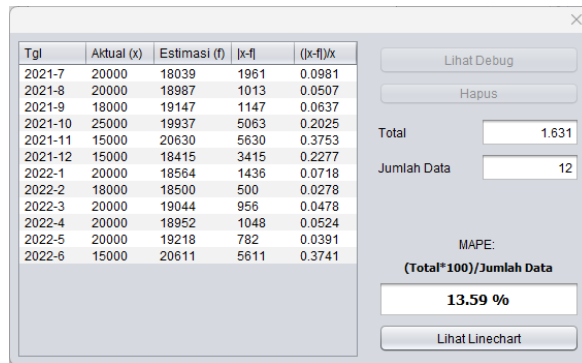 Tgl Aktual (x) Estimasi (f) |x-f| (|x-f|)/x
2021-7 20000 18039 1961 0.0981
2021-8 20000 18987 1013 0.0507
2021-9 18000 19147 1147 0.0637
2021-10 25000 19937 5063 0.2025
2021-11 15000 20630 5630 0.3753
2021-12 15000 18415 3415 0.2277
2022-1 20000 18564 1436 0.0718
2022-2 18000 18500 500 0.0278
2022-3 20000 19044 956 0.0478
2022-4 20000 18952 1048 0.0524
2022-5 20000 19218 782 0.0391
2022-6 15000 20611 5611 0.3741
Lihat Debug
Hapus
Total 1.631
Jumlah Data 12
MAPE:
(Total*100)/Jumlah Data
13.59 %
Lihat Linechart